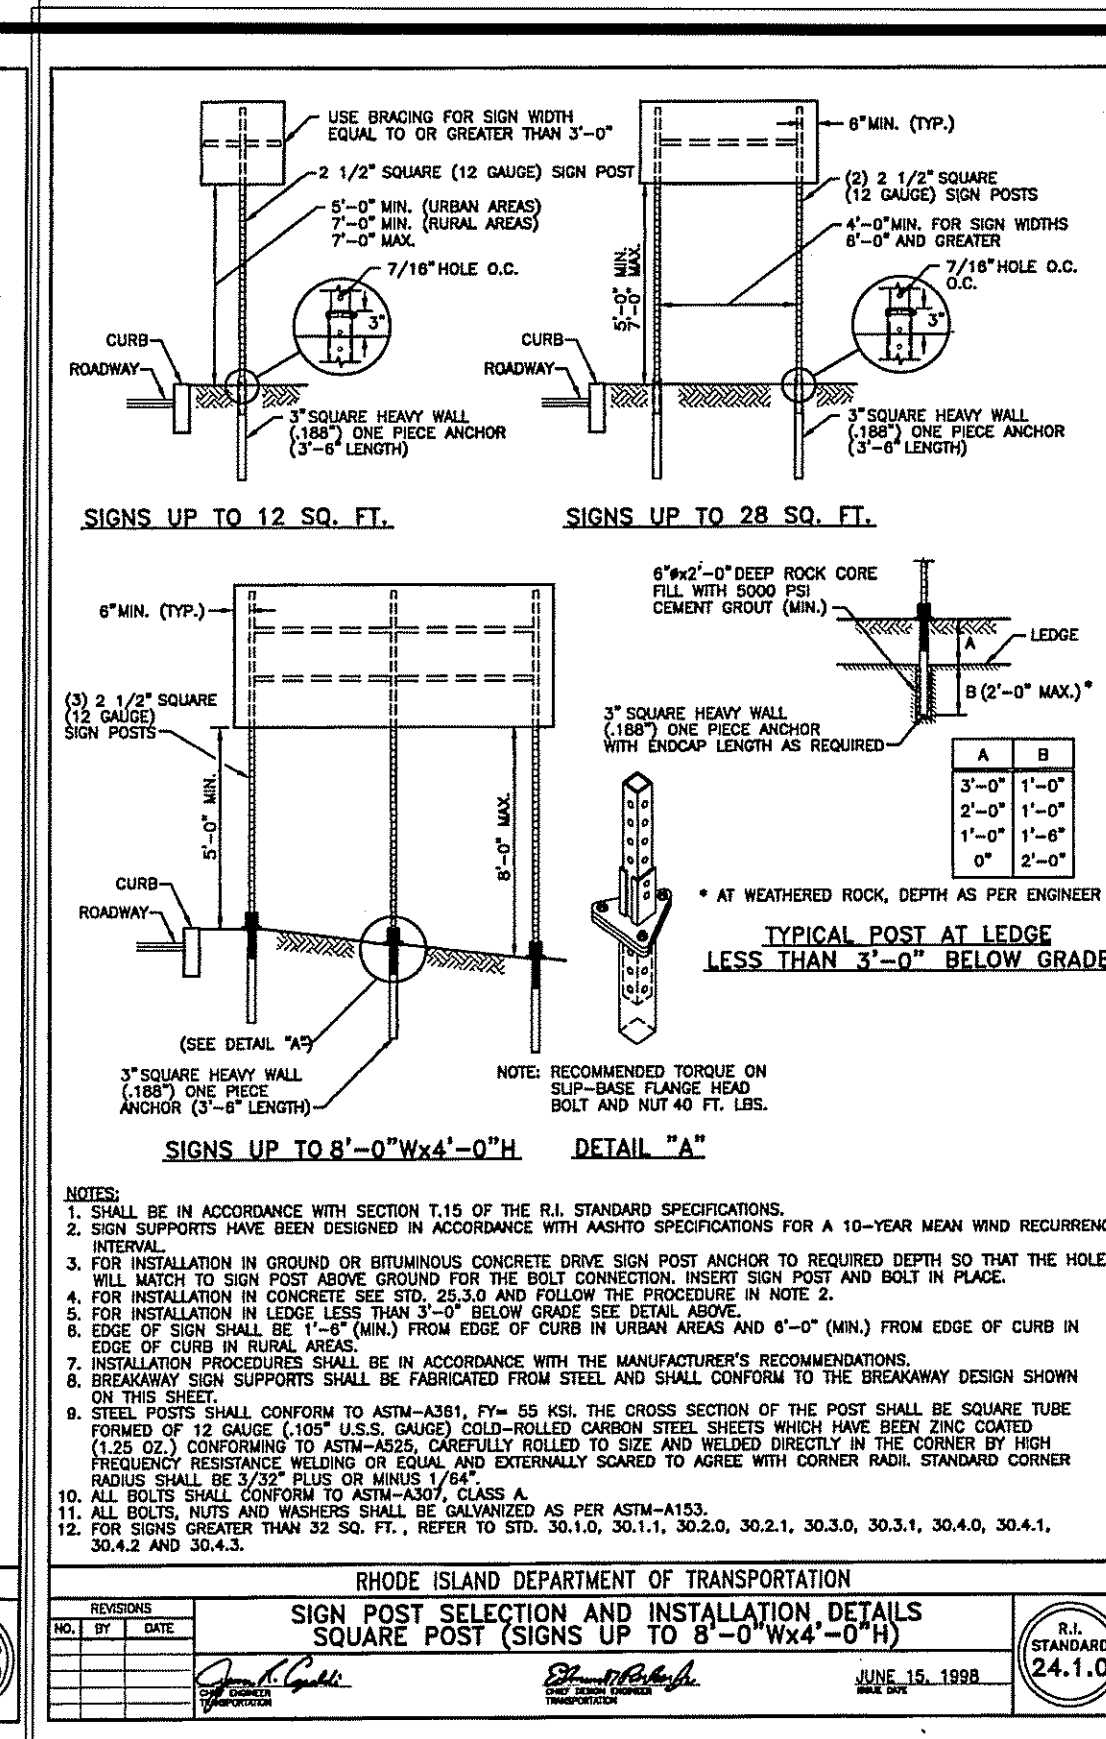 USE BRACING FOR SIGN WIDTH
EQUAL TO OR GREATER THAN 3'-0"
2 1/2" SQUARE (12 GAUGE) SIGN POST
5'-0" MIN. (URBAN AREAS)
7'-0" MIN. (RURAL AREAS)
7'-0" MAX.
7/16" HOLE O.C.
3"
CURB
ROADWAY
3" SQUARE HEAVY WALL
(.188") ONE PIECE ANCHOR
(3'-6" LENGTH)
SIGNS UP TO 12 SQ. FT.
6" MIN. (TYP.)
(2) 2 1/2" SQUARE
(12 GAUGE) SIGN POSTS
4'-0" MIN. FOR SIGN WIDTHS
6'-0" AND GREATER
7/16" HOLE O.C.
O.C.
3"
5'-0" MIN.
7'-0" MAX.
CURB
ROADWAY
3" SQUARE HEAVY WALL
(.188") ONE PIECE ANCHOR
(3'-6" LENGTH)
SIGNS UP TO 28 SQ. FT.
6" MIN. (TYP.)
(3) 2 1/2" SQUARE
(12 GAUGE)
SIGN POSTS
5'-0" MIN.
8'-0" MAX.
CURB
ROADWAY
(SEE DETAIL "A")
3" SQUARE HEAVY WALL
(.188") ONE PIECE
ANCHOR (3'-6" LENGTH)
SIGNS UP TO 8'-0"Wx4'-0"H
6"øx2'-0" DEEP ROCK CORE
FILL WITH 5000 PSI
CEMENT GROUT (MIN.)
LEDGE
A
B (2'-0" MAX.) *
3" SQUARE HEAVY WALL
(.188") ONE PIECE ANCHOR
WITH ENDCAP LENGTH AS REQUIRED
A B
3'-0" 1'-0"
2'-0" 1'-0"
1'-0" 1'-6"
0" 2'-0"
* AT WEATHERED ROCK, DEPTH AS PER ENGINEER
TYPICAL POST AT LEDGE
LESS THAN 3'-0" BELOW GRADE
NOTE: RECOMMENDED TORQUE ON
SLIP-BASE FLANGE HEAD
BOLT AND NUT 40 FT. LBS.
DETAIL "A"
NOTES:
1. SHALL BE IN ACCORDANCE WITH SECTION T.15 OF THE R.I. STANDARD SPECIFICATIONS.
2. SIGN SUPPORTS HAVE BEEN DESIGNED IN ACCORDANCE WITH AASHTO SPECIFICATIONS FOR A 10-YEAR MEAN WIND RECURRENC
INTERVAL.
3. FOR INSTALLATION IN GROUND OR BITUMINOUS CONCRETE DRIVE SIGN POST ANCHOR TO REQUIRED DEPTH SO THAT THE HOLE
WILL MATCH TO SIGN POST ABOVE GROUND FOR THE BOLT CONNECTION. INSERT SIGN POST AND BOLT IN PLACE.
4. FOR INSTALLATION IN CONCRETE SEE STD. 25.3.0 AND FOLLOW THE PROCEDURE IN NOTE 2.
5. FOR INSTALLATION IN LEDGE LESS THAN 3'-0" BELOW GRADE SEE DETAIL ABOVE.
6. EDGE OF SIGN SHALL BE 1'-6" (MIN.) FROM EDGE OF CURB IN URBAN AREAS AND 6'-0" (MIN.) FROM EDGE OF CURB IN
EDGE OF CURB IN RURAL AREAS.
7. INSTALLATION PROCEDURES SHALL BE IN ACCORDANCE WITH THE MANUFACTURER'S RECOMMENDATIONS.
8. BREAKAWAY SIGN SUPPORTS SHALL BE FABRICATED FROM STEEL AND SHALL CONFORM TO THE BREAKAWAY DESIGN SHOWN
ON THIS SHEET.
9. STEEL POSTS SHALL CONFORM TO ASTM-A361, FY= 55 KSI. THE CROSS SECTION OF THE POST SHALL BE SQUARE TUBE
FORMED OF 12 GAUGE (.105" U.S.S. GAUGE) COLD-ROLLED CARBON STEEL SHEETS WHICH HAVE BEEN ZINC COATED
(1.25 OZ.) CONFORMING TO ASTM-A525, CAREFULLY ROLLED TO SIZE AND WELDED DIRECTLY IN THE CORNER BY HIGH
FREQUENCY RESISTANCE WELDING OR EQUAL AND EXTERNALLY SCARED TO AGREE WITH CORNER RADII. STANDARD CORNER
RADIUS SHALL BE 3/32" PLUS OR MINUS 1/64".
10. ALL BOLTS SHALL CONFORM TO ASTM-A307, CLASS A.
11. ALL BOLTS, NUTS AND WASHERS SHALL BE GALVANIZED AS PER ASTM-A153.
12. FOR SIGNS GREATER THAN 32 SQ. FT. , REFER TO STD. 30.1.0, 30.1.1, 30.2.0, 30.2.1, 30.3.0, 30.3.1, 30.4.0, 30.4.1,
30.4.2 AND 30.4.3.
RHODE ISLAND DEPARTMENT OF TRANSPORTATION
REVISIONS
NO. BY DATE
SIGN POST SELECTION AND INSTALLATION DETAILS
SQUARE POST (SIGNS UP TO 8'-0"Wx4'-0"H)
CHIEF ENGINEER
TRANSPORTATION
CHIEF DESIGN ENGINEER
TRANSPORTATION
JUNE 15, 1998
ISSUE DATE
R.I.
STANDARD
24.1.0